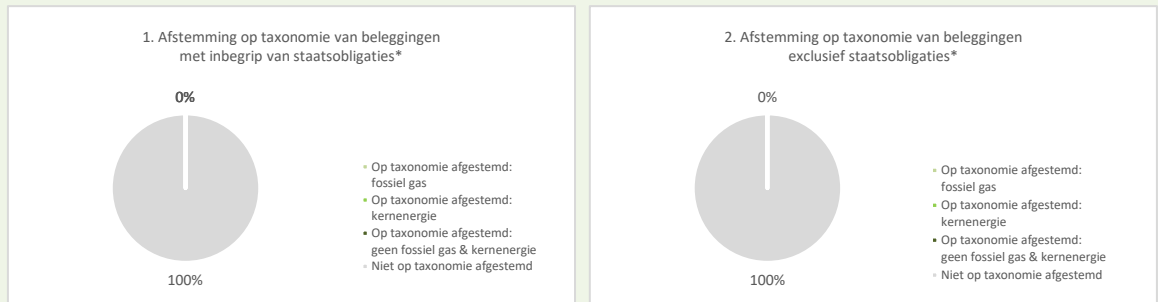 1. Afstemming op taxonomie van beleggingen
met inbegrip van staatsobligaties*
0%
100%
Op taxonomie afgestemd:
fossiel gas
Op taxonomie afgestemd:
kernenergie
Op taxonomie afgestemd:
geen fossiel gas & kernenergie
Niet op taxonomie afgestemd
2. Afstemming op taxonomie van beleggingen
exclusief staatsobligaties*
0%
100%
Op taxonomie afgestemd:
fossiel gas
Op taxonomie afgestemd:
kernenergie
Op taxonomie afgestemd:
geen fossiel gas & kernenergie
Niet op taxonomie afgestemd